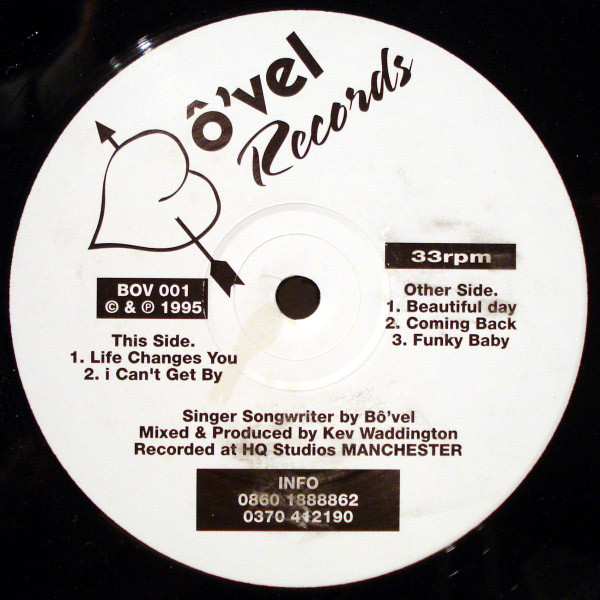 Bô'vel
Records
BOV 001
© & ℗ 1995
33rpm
This Side.
1. Life Changes You
2. i Can't Get By
Other Side.
1. Beautiful day
2. Coming Back
3. Funky Baby
Singer Songwriter by Bô'vel
Mixed & Produced by Kev Waddington
Recorded at HQ Studios MANCHESTER
INFO
0860 1888862
0370 412190